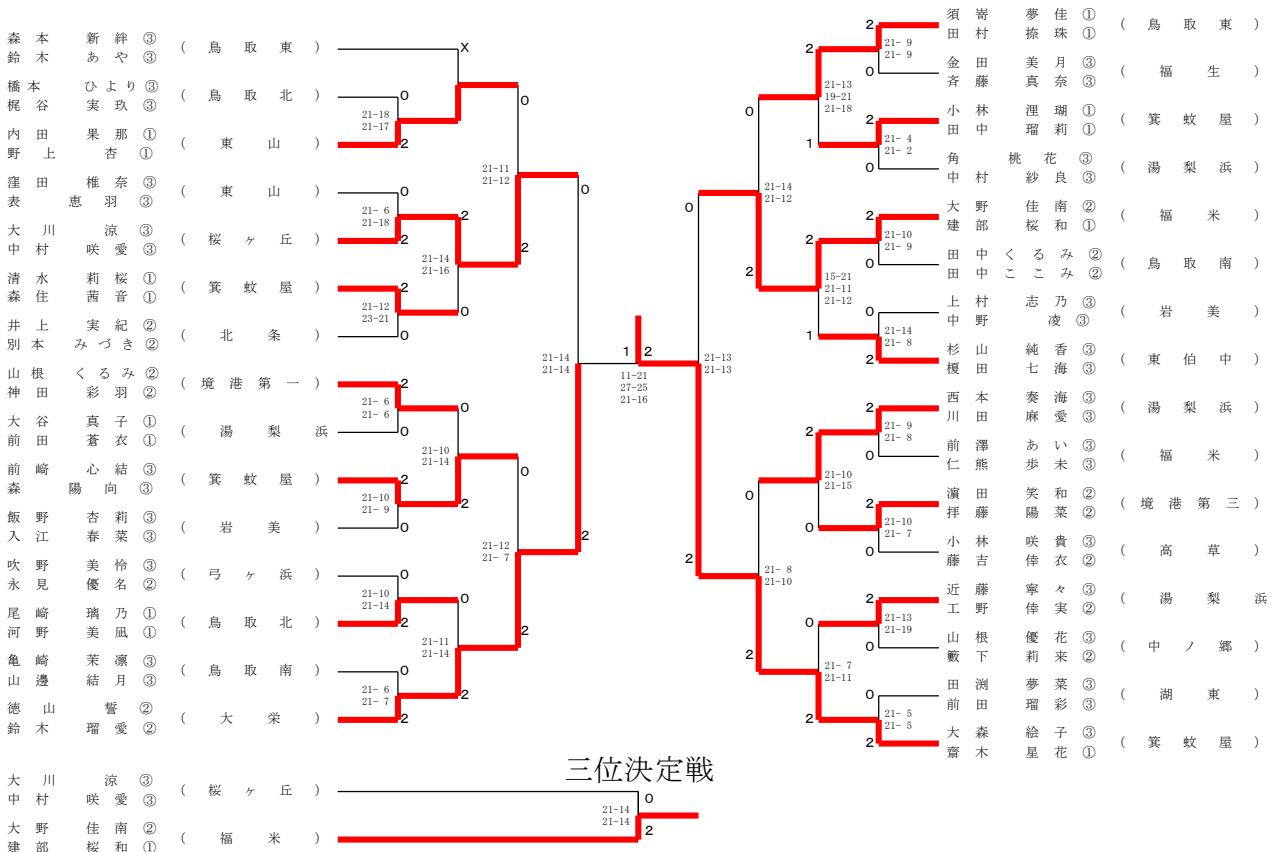 森本 新絆 ③
鈴木 あや ③
( 鳥取東 )
X
橋本 ひより ③
梶谷 実玖 ③
( 鳥取北 )
0
21-18
21-17
内田 果那 ①
野上 杏 ①
( 東山 )
2
0
21-11
21-12
窪田 椎奈 ③
表 恵羽 ③
( 東山 )
0
21- 6
21-18
2
大川 涼 ③
中村 咲愛 ③
( 桜ヶ丘 )
2
21-14
21-16
2
0
清水 莉桜 ①
森住 茜音 ①
( 箕蚊屋 )
2
21-12
23-21
0
井上 実紀 ②
別本 みづき ②
( 北条 )
0
21-14
21-14
山根 くるみ ②
神田 彩羽 ②
( 境港第一 )
2
21- 6
21- 6
0
大谷 真子 ①
前田 蒼衣 ①
( 湯梨浜
0
21-10
21-14
0
前﨑 心結 ③
森 陽向 ③
( 箕蚊屋 )
2
21-10
21- 9
2
飯野 杏莉 ③
入江 春菜 ③
( 岩美 )
0
21-12
21- 7
2
吹野 美怜 ③
永見 優名 ②
( 弓ヶ浜 )
0
21-10
21-14
0
尾﨑 璃乃 ①
河野 美凪 ①
( 鳥取北 )
2
21-11
21-14
2
亀崎 茉凛 ③
山邊 結月 ③
( 鳥取南 )
0
21- 6
21- 7
2
徳山 誓 ②
鈴木 瑠愛 ②
( 大栄 )
2
1 2
11-21
27-25
21-16
須嵜 夢佳 ①
田村 捺珠 ①
( 鳥取東 )
2
21- 9
21- 9
2
金田 美月 ③
斉藤 真奈 ③
( 福生 )
0
21-13
19-21
21-18
0
小林 浬瑚 ①
田中 瑠莉 ①
( 箕蚊屋 )
2
21- 4
21- 2
1
角 桃花 ③
中村 紗良 ③
( 湯梨浜 )
0
21-14
21-12
0
大野 佳南 ②
建部 桜和 ①
( 福米 )
2
21-10
21- 9
2
田中 くるみ ②
田中 ここみ ②
( 鳥取南 )
0
15-21
21-11
21-12
2
上村 志乃 ③
中野 凌 ③
( 岩美 )
0
21-14
21- 8
1
杉山 純香 ③
榎田 七海 ③
( 東伯中 )
2
21-13
21-13
西本 奏海 ③
川田 麻愛 ③
( 湯梨浜 )
2
21- 9
21- 8
2
前澤 あい ③
仁熊 歩未 ③
( 福米 )
0
21-10
21-15
0
濵田 笑和 ②
拝藤 陽菜 ②
( 境港第三 )
2
21-10
21- 7
0
小林 咲貴 ③
藤吉 倖衣 ②
( 高草 )
0
21- 8
21-10
2
近藤 寧々 ③
工野 倖実 ②
( 湯梨浜
2
21-13
21-19
0
山根 優花 ③
籔下 莉来 ②
( 中ノ郷 )
0
21- 7
21-11
2
田渕 夢菜 ③
前田 瑠彩 ③
( 湖東 )
0
21- 5
21- 5
2
大森 絵子 ③
齋木 星花 ①
( 箕蚊屋 )
2
三位決定戦
大川 涼 ③
中村 咲愛 ③
( 桜ヶ丘 )
0
21-14
21-14
大野 佳南 ②
建部 桜和 ①
( 福米 )
2